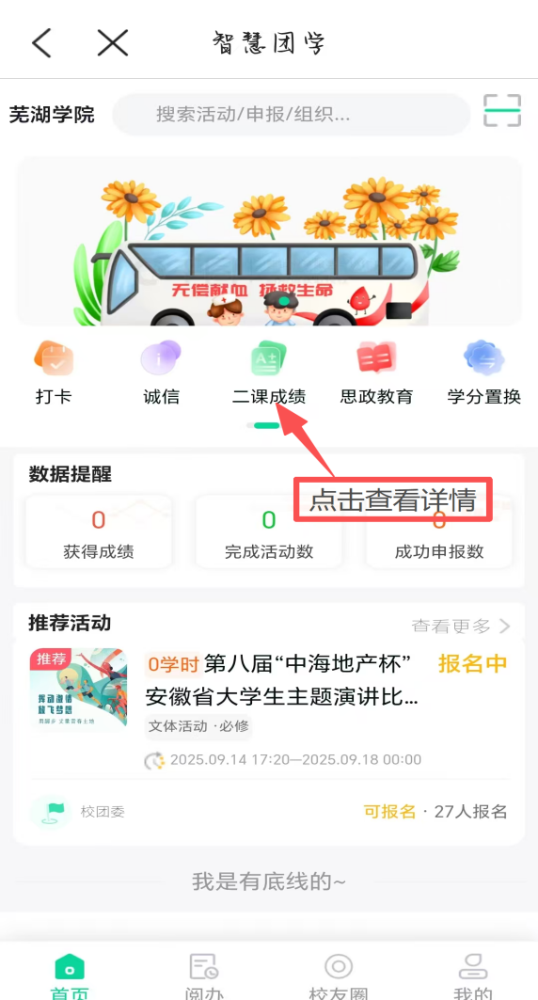 智慧团学
芜湖学院 搜索活动/申报/组织...
无偿献血 拯救生命
打卡 诚信 二课成绩 思政教育 学分置换
数据提醒
点击查看详情
0 0 0
获得成绩 完成活动数 成功申报数
推荐活动 查看更多
推荐
0学时 第八届“中海地产杯” 报名中
安徽省大学生主题演讲比...
挥动激情
文体活动 · 必修
2025.09.14 17:20—2025.09.18 00:00
校团委 可报名 · 27人报名
我是有底线的~
首页 阅办 校友圈 我的